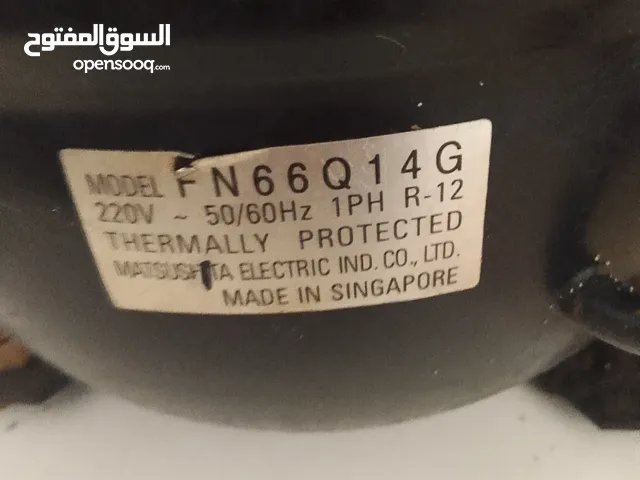 السوق المفتوح
opensooq.com
MODEL FN66Q14G
220V ~ 50/60Hz 1PH R-12
THERMALLY PROTECTED
MATSUSHITA ELECTRIC IND. CO., LTD.
MADE IN SINGAPORE